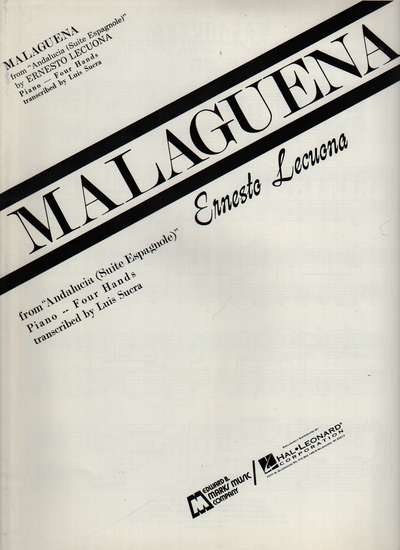 MALAGUENA
from "Andalucia (Suite Espagnole)"
by ERNESTO LECUONA
Piano -- Four Hands
transcribed by Luis Sucra
MALAGUENA
Ernesto Lecuona
from "Andalucia (Suite Espagnole)"
Piano -- Four Hands
transcribed by Luis Sucra
EDWARD B.
MARKS MUSIC
COMPANY
HAL•LEONARD
CORPORATION